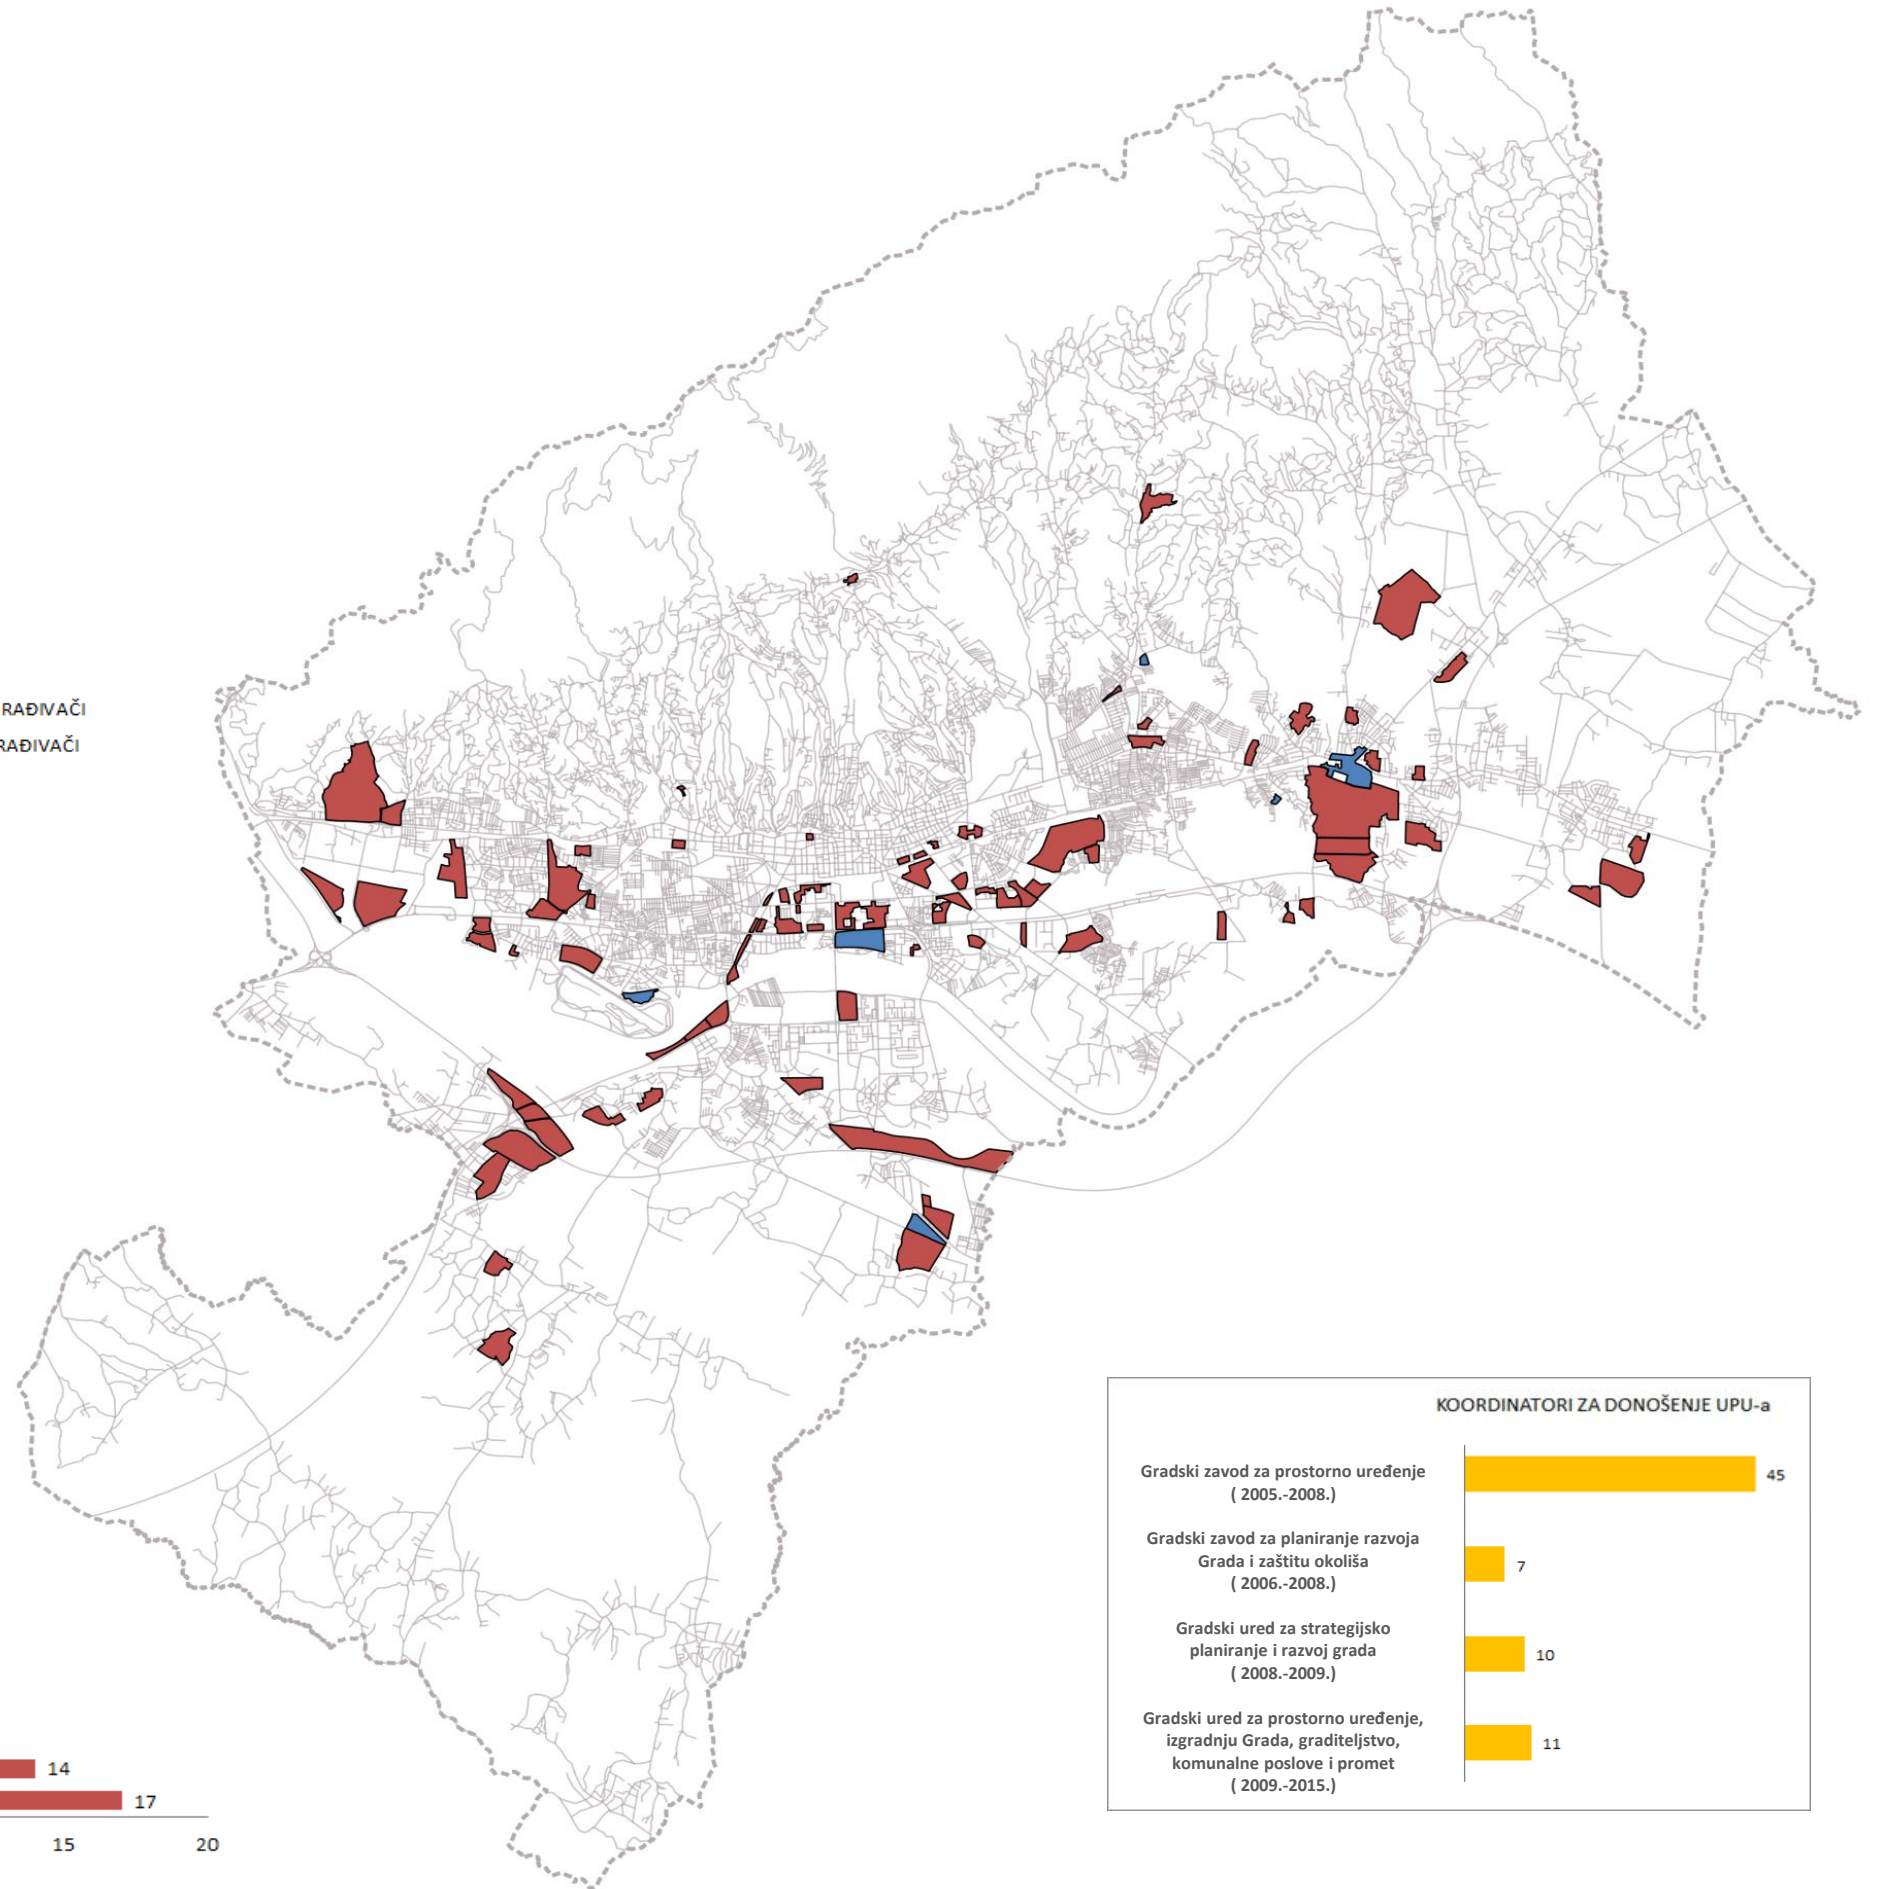 RAĐIVAČI
RAĐIVAČI
KOORDINATORI ZA DONOŠENJE UPU-a
Gradski zavod za prostorno uređenje
( 2005.-2008.)
45
Gradski zavod za planiranje razvoja
Grada i zaštitu okoliša
( 2006.-2008.)
7
Gradski ured za strategijsko
planiranje i razvoj grada
( 2008.-2009.)
10
Gradski ured za prostorno uređenje,
izgradnju Grada, graditeljstvo,
komunalne poslove i promet
( 2009.-2015.)
11
14
17
15 20